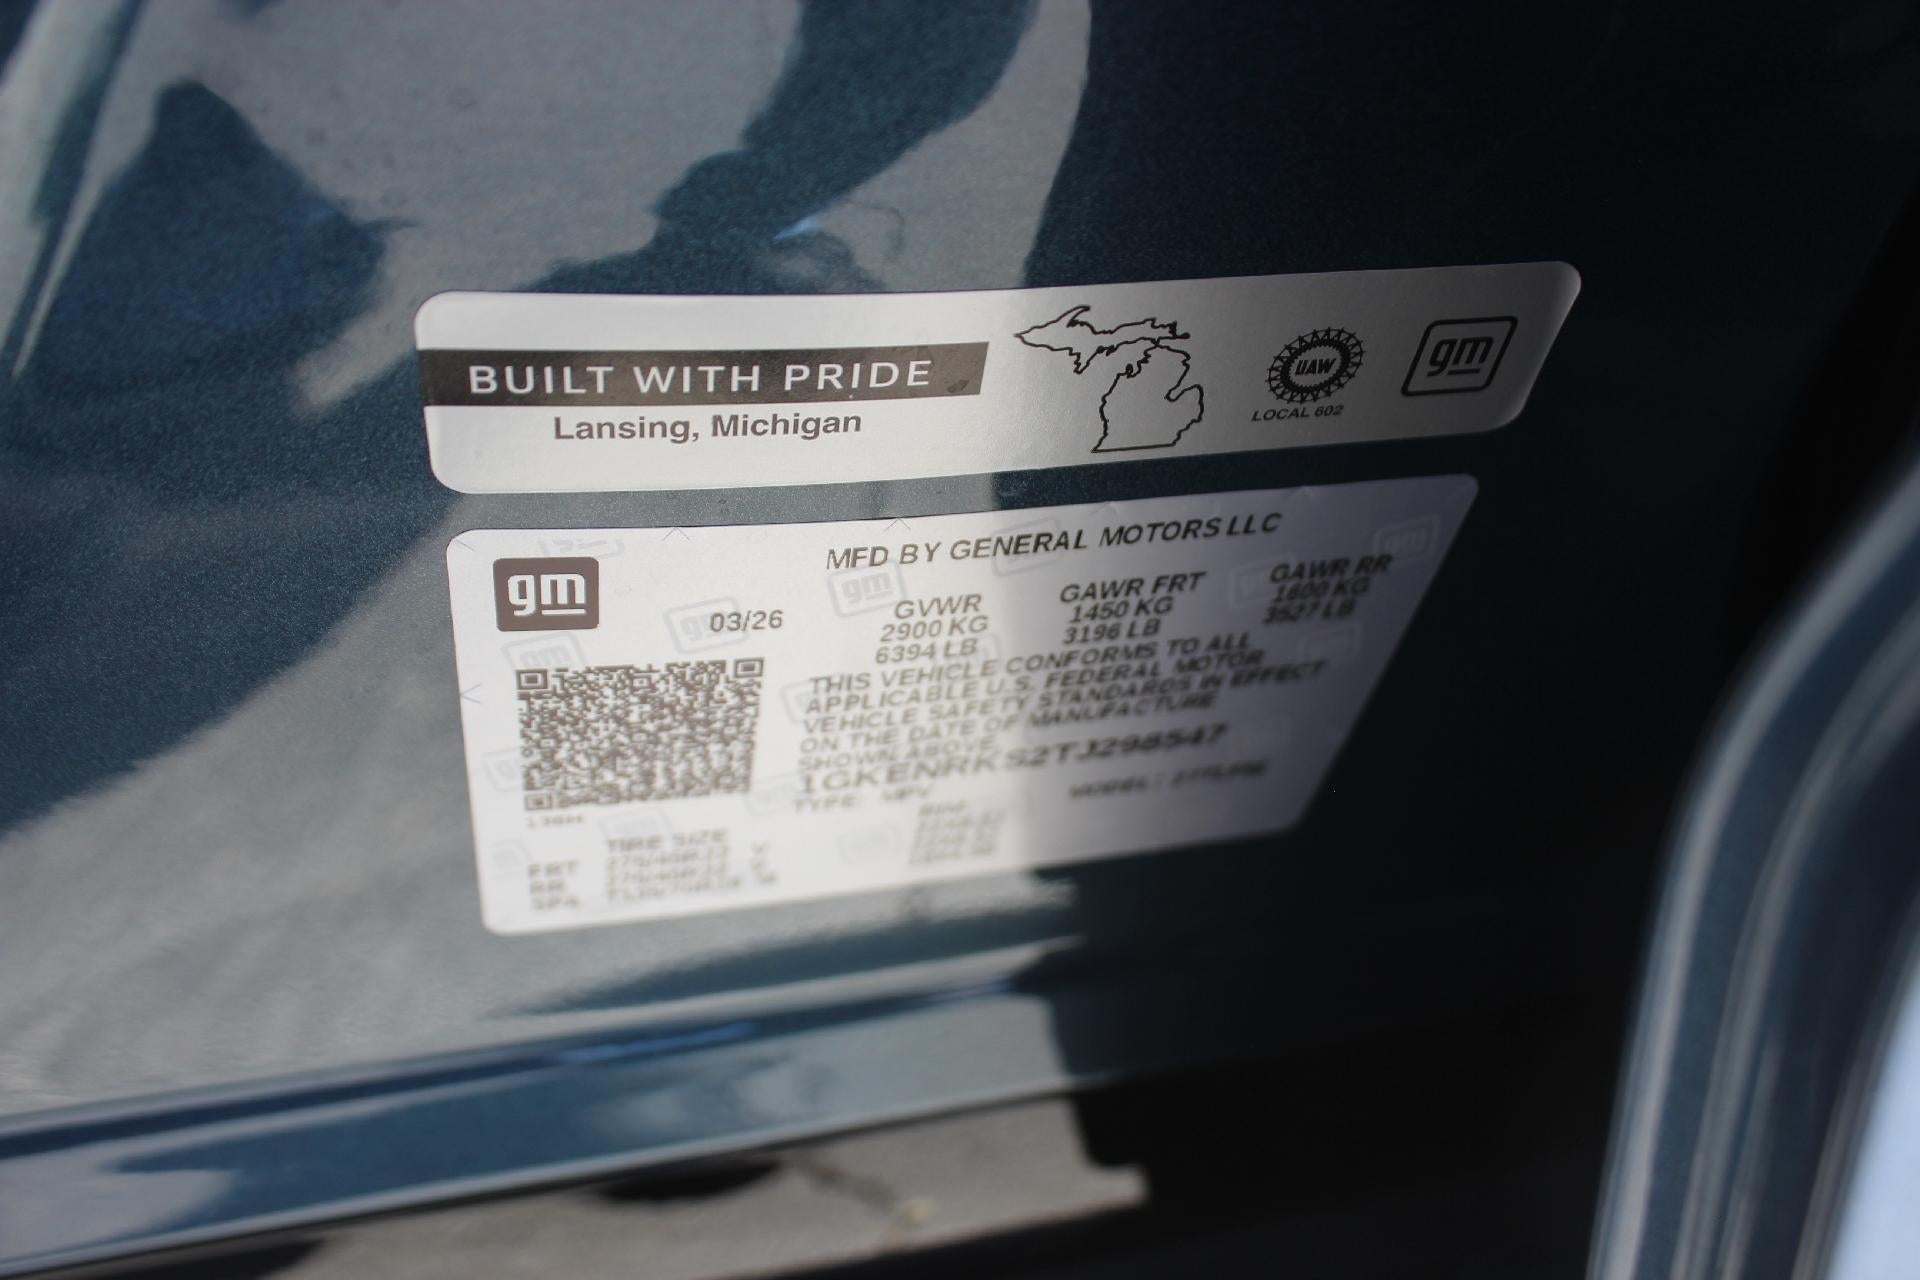 BUILT WITH PRIDE
Lansing, Michigan
UAW
LOCAL 602
gm
gm
MFD BY GENERAL MOTORS LLC
03/26
GVWR
2900 KG
6394 LB
GAWR FRT
1450 KG
3196 LB
GAWR RR
1600 KG
3527 LB
THIS VEHICLE CONFORMS TO ALL
APPLICABLE U.S. FEDERAL MOTOR
VEHICLE SAFETY STANDARDS IN EFFECT
ON THE DATE OF MANUFACTURE
SHOWN ABOVE.
1GKENRKS2TJ298547
TYPE: MPV
MODEL:
TIRE SIZE
RIM
FRT
RR